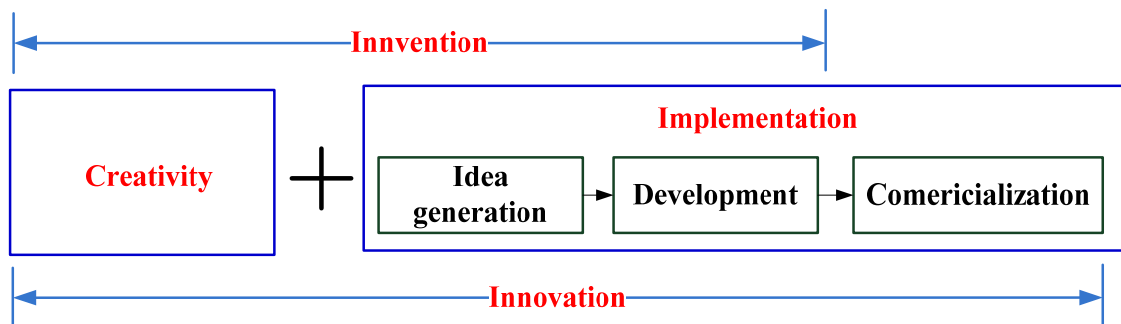 Innvention
Implementation
Creativity
Idea
generation
Development
Comericialization
Innovation